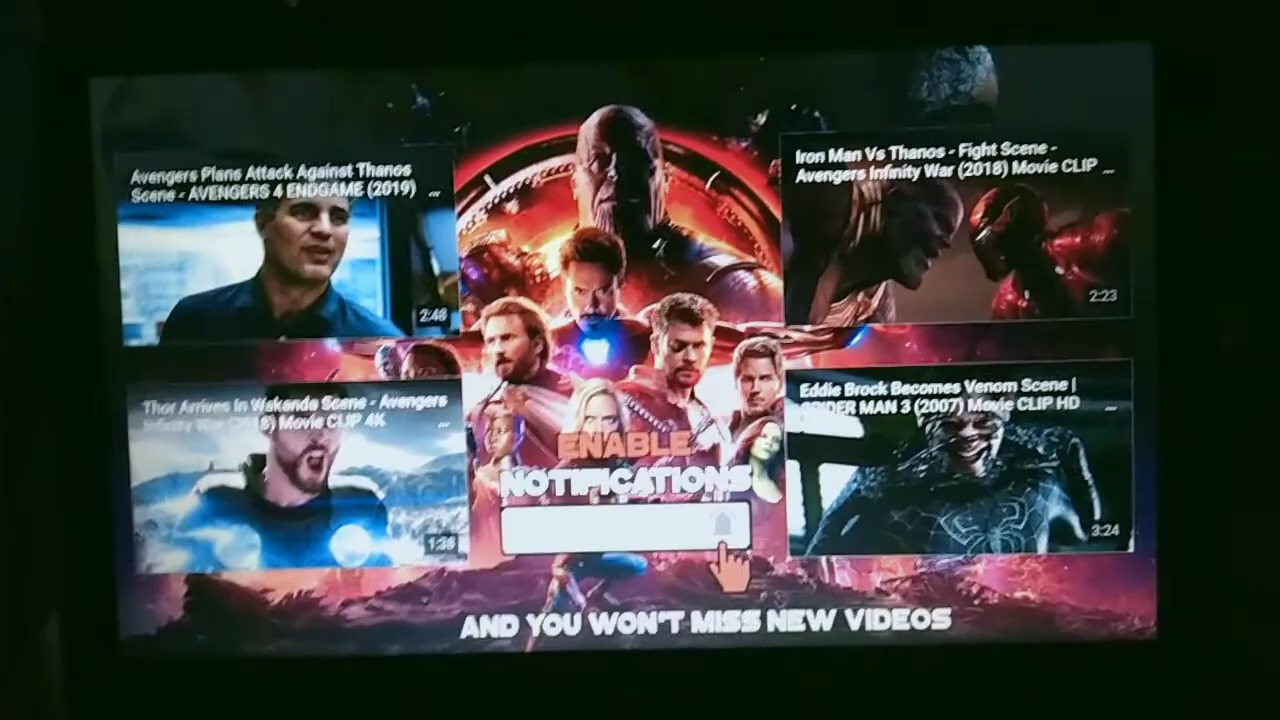 Avengers Plans Attack Against Thanos
Scene - AVENGERS 4 ENDGAME (2019) ...
2:48
Iron Man Vs Thanos - Fight Scene -
Avengers Infinity War (2018) Movie CLIP ...
2:23
Thor Arrives In Wakanda Scene - Avengers
Infinity War (2018) Movie CLIP 4K ...
1:36
Eddie Brock Becomes Venom Scene |
SPIDER MAN 3 (2007) Movie CLIP HD ...
3:24
ENABLE
NOTIFICATIONS
AND YOU WON'T MISS NEW VIDEOS